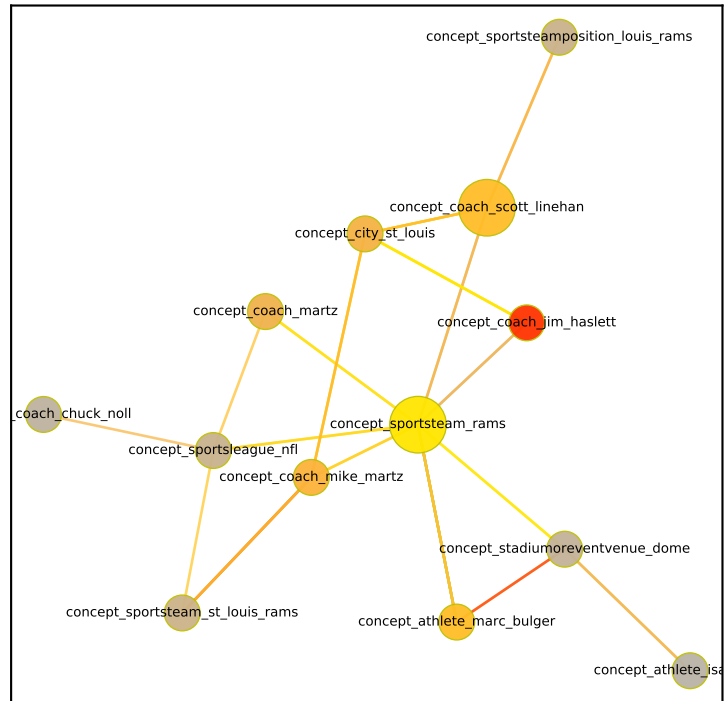 concept_sportsteamposition_louis_rams
concept_coach_scott_linehan
concept_city_st_louis
concept_coach_martz
concept_coach_jim_haslett
_coach_chuck_noll
concept_sportsteam_rams
concept_sportsleague_nfl
concept_coach_mike_martz
concept_stadiumoreventvenue_dome
concept_sportsteam_st_louis_rams
concept_athlete_marc_bulger
concept_athlete_isa